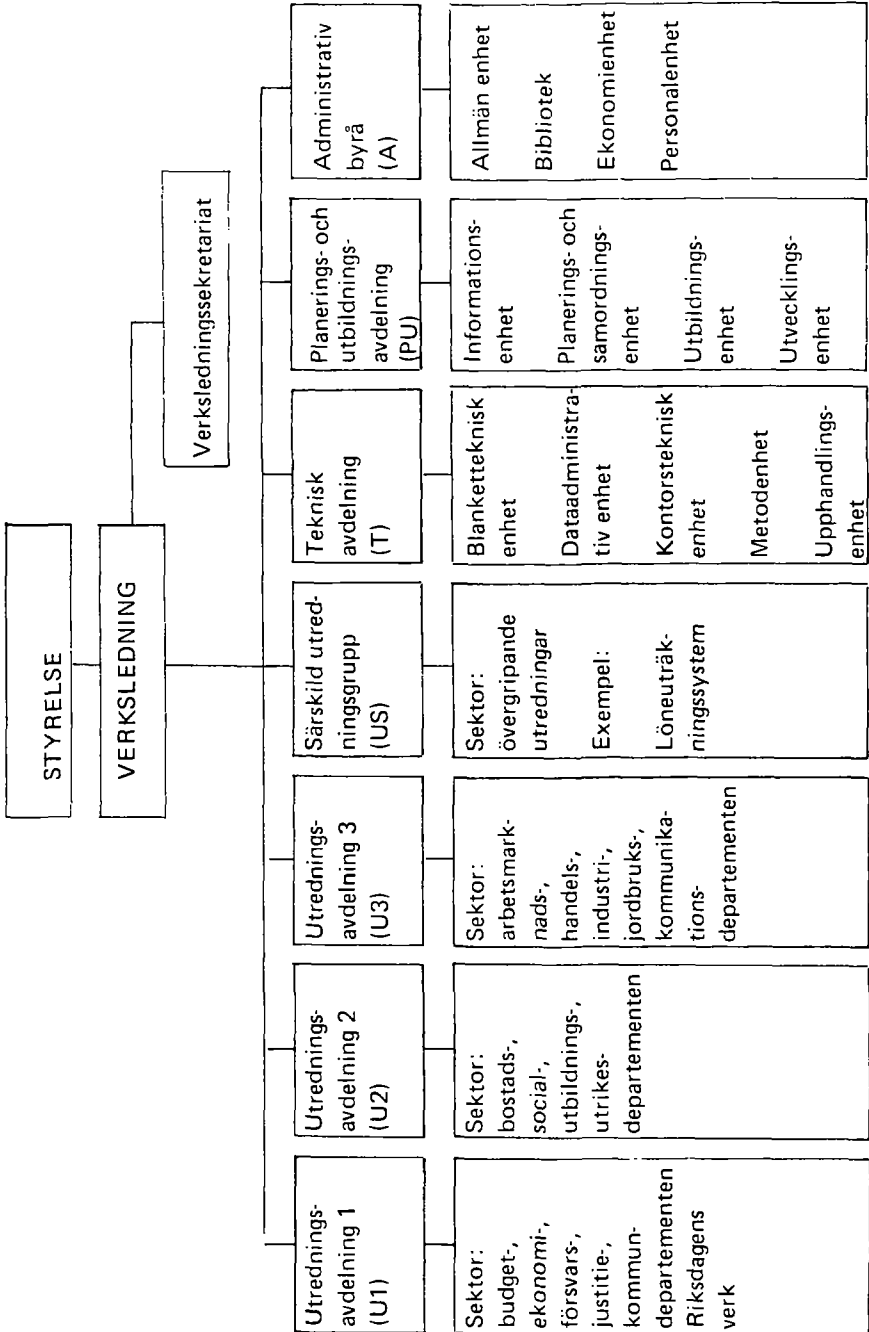 STYRELSE
VERKSLEDNING
Verksledningssekretariat
Utrednings-
avdelning 1
(U1)
Sektor:
budget-,
ekonomi-,
försvars-,
justitie-,
kommun-
departementen
Riksdagens
verk
Utrednings-
avdelning 2
(U2)
Sektor:
bostads-,
social-,
utbildnings-,
utrikes-
departementen
Utrednings-
avdelning 3
(U3)
Sektor:
arbetsmark-
nads-,
handels-,
industri-,
jordbruks-,
kommunika-
tions-
departementen
Särskild utred-
ningsgrupp
(US)
Sektor:
övergripande
utredningar
Exempel:
Löneuträk-
ningssystem
Teknisk
avdelning
(T)
Blanketteknisk
enhet
Dataadministra-
tiv enhet
Kontorsteknisk
enhet
Metodenhet
Upphandlings-
enhet
Planerings- och
utbildnings-
avdelning
(PU)
Informations-
enhet
Planerings- och
samordnings-
enhet
Utbildnings-
enhet
Utvecklings-
enhet
Administrativ
byrå
(A)
Allmän enhet
Bibliotek
Ekonomienhet
Personalenhet